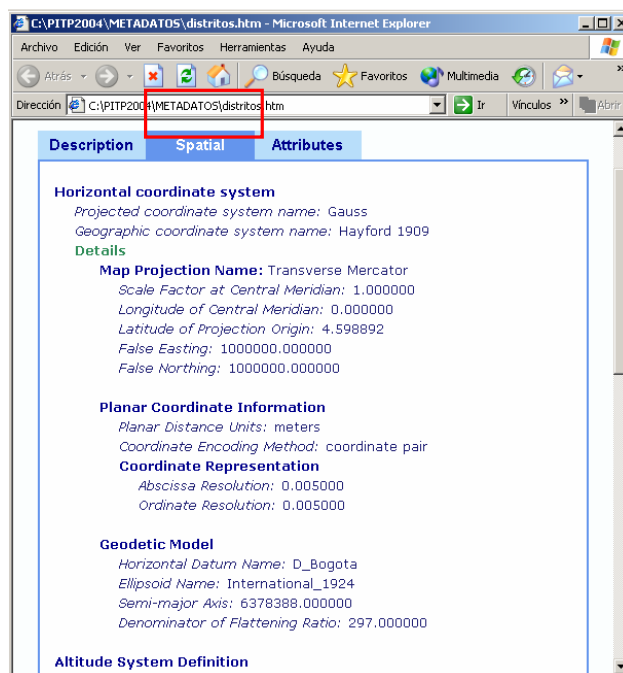 C:\PITP2004\METADATOS\distritos.htm - Microsoft Internet Explorer
Archivo Edición Ver Favoritos Herramientas Ayuda
Atrás Búsqueda Favoritos Multimedia »
Dirección C:\PITP2004\METADATOS\distritos.htm Ir Vínculos » Abrir
Description Spatial Attributes
Horizontal coordinate system
Projected coordinate system name: Gauss
Geographic coordinate system name: Hayford 1909
Details
Map Projection Name: Transverse Mercator
Scale Factor at Central Meridian: 1.000000
Longitude of Central Meridian: 0.000000
Latitude of Projection Origin: 4.598892
False Easting: 1000000.000000
False Northing: 1000000.000000
Planar Coordinate Information
Planar Distance Units: meters
Coordinate Encoding Method: coordinate pair
Coordinate Representation
Abscissa Resolution: 0.005000
Ordinate Resolution: 0.005000
Geodetic Model
Horizontal Datum Name: D_Bogota
Ellipsoid Name: International_1924
Semi-major Axis: 6378388.000000
Denominator of Flattening Ratio: 297.000000
Altitude System Definition